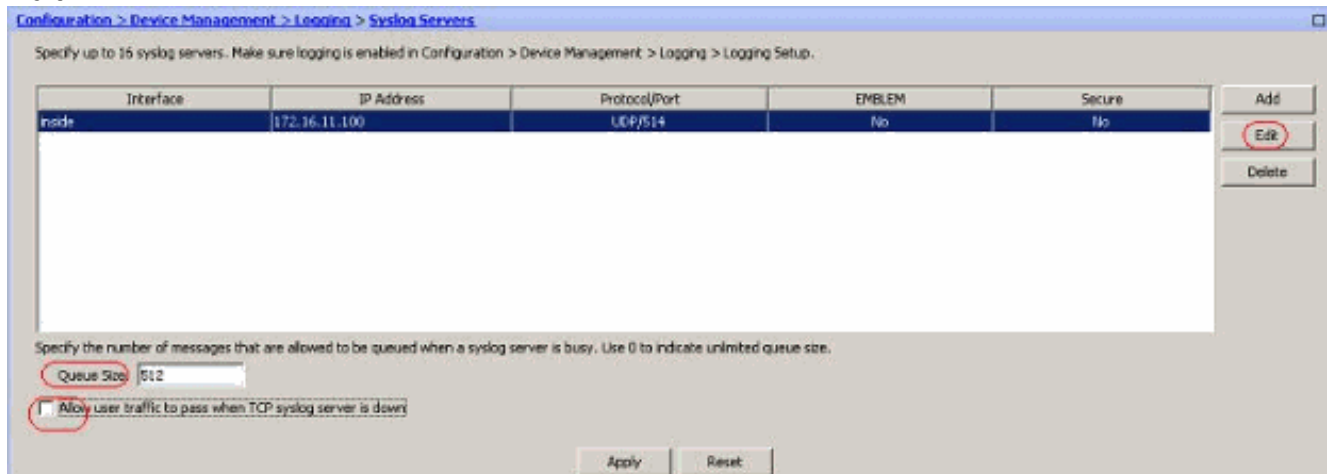 Configuration > Device Management > Logging > Syslog Servers
Specify up to 16 syslog servers. Make sure logging is enabled in Configuration > Device Management > Logging > Logging Setup.
Interface IP Address Protocol/Port EMBLEM Secure
inside 172.16.11.100 UDP/514 No No
Add
Edit
Delete
Specify the number of messages that are allowed to be queued when a syslog server is busy. Use 0 to indicate unlimited queue size.
Queue Size 512
Allow user traffic to pass when TCP syslog server is down
Apply Reset